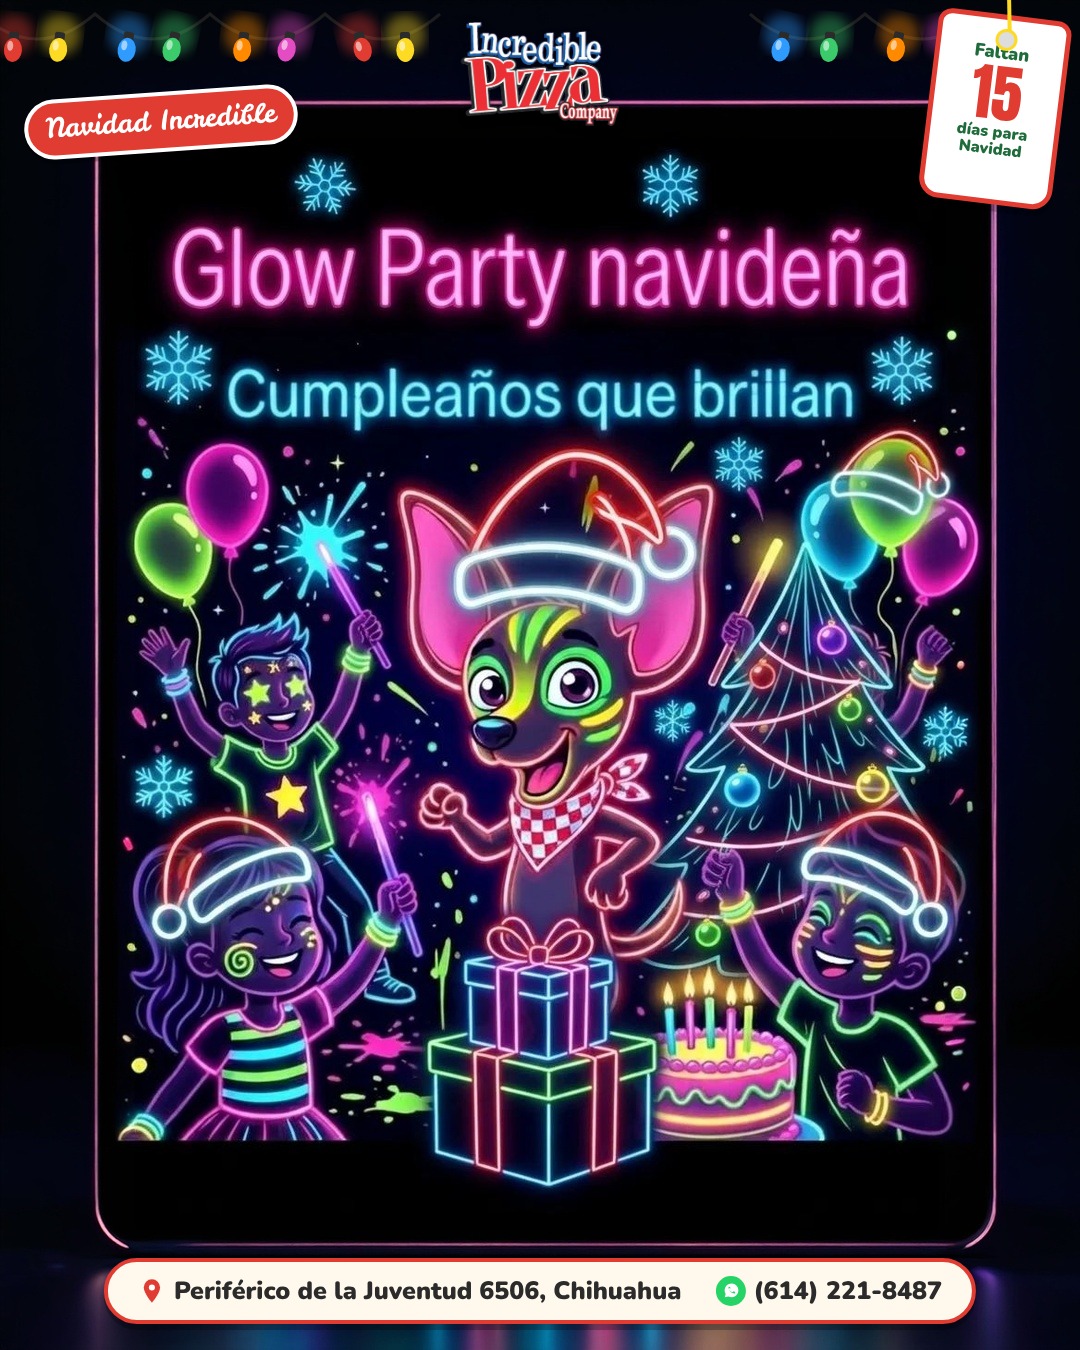 Incredible
Pizza
Company
Navidad Incredible
Faltan
15
días para
Navidad
Glow Party navideña
Cumpleaños que brillan
Periférico de la Juventud 6506, Chihuahua
(614) 221-8487